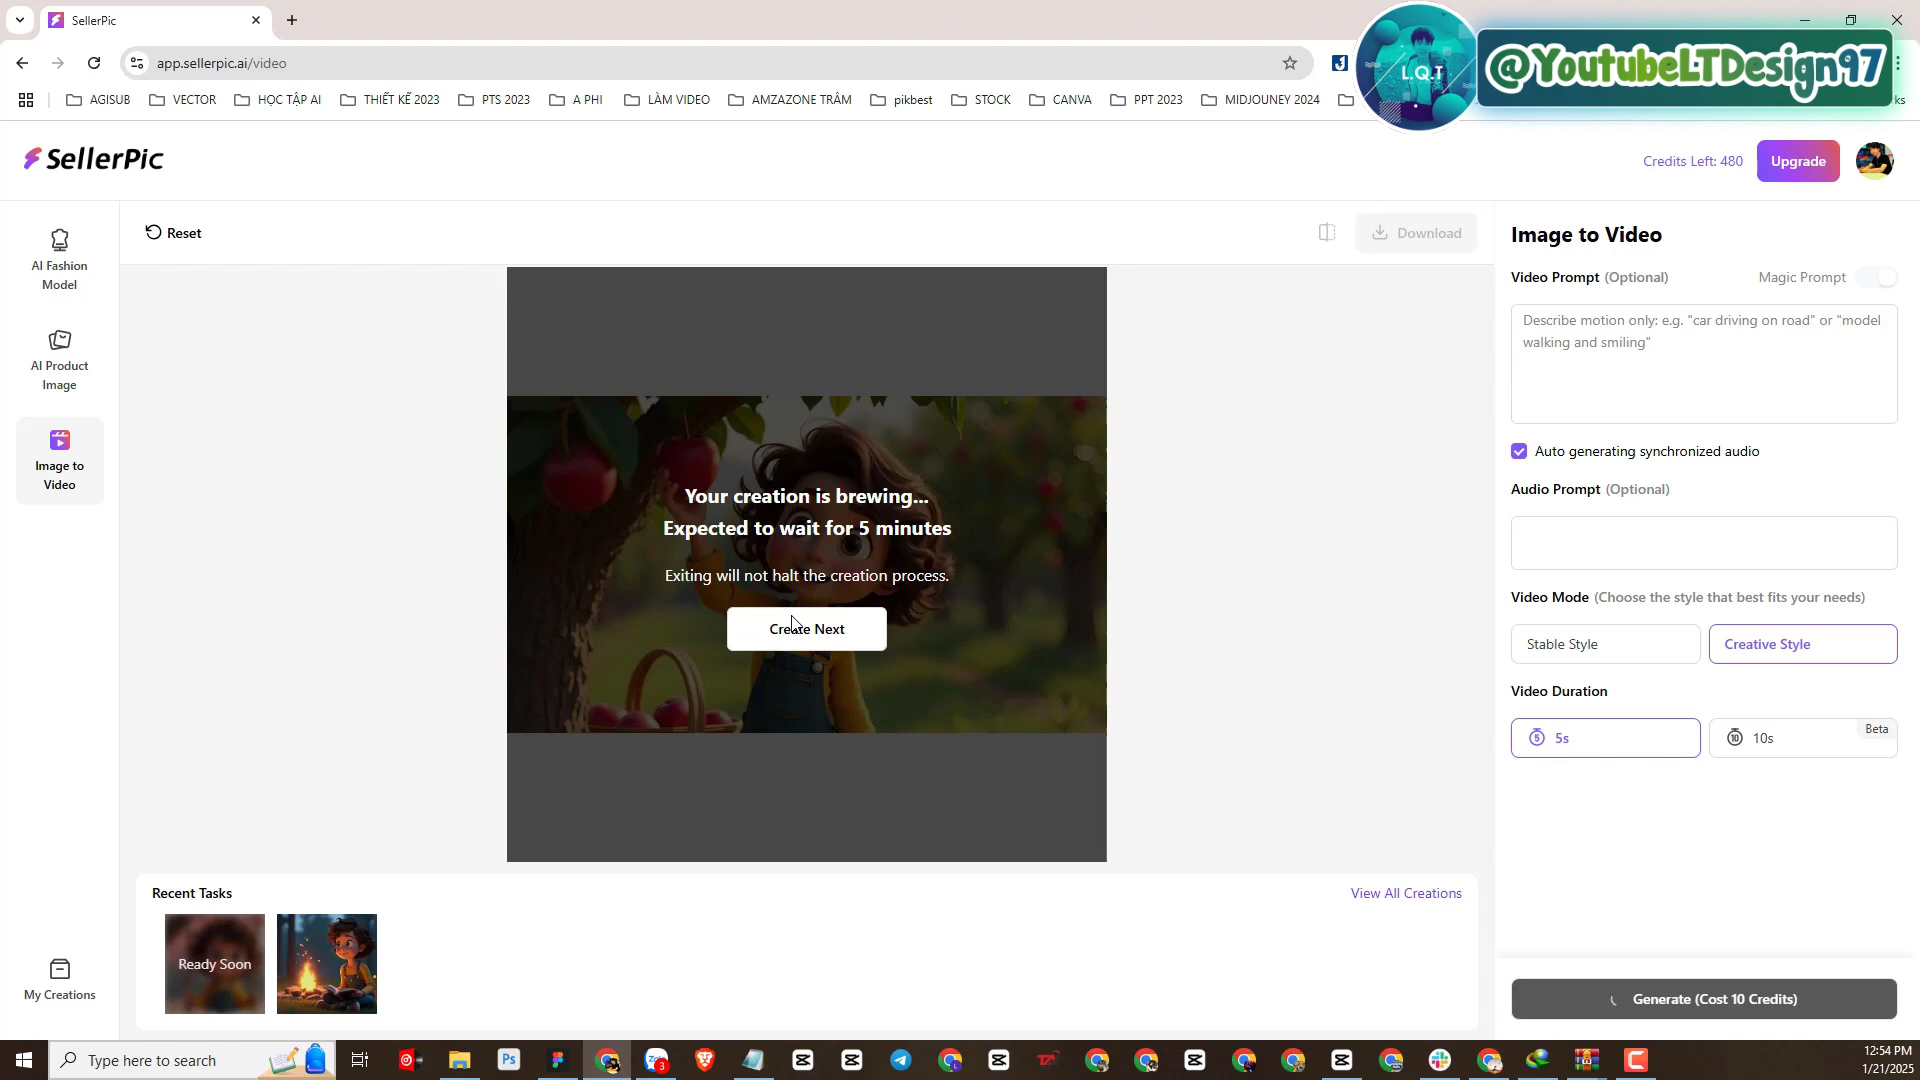 SellerPic
app.sellerpic.ai/video
L.Q.T
@YoutubeLTDesign97
AGISUB
VECTOR
HỌC TẬP AI
THIẾT KẾ 2023
PTS 2023
A PHI
LÀM VIDEO
AMZAZONE TRÂM
pikbest
STOCK
CANVA
PPT 2023
MIDJOUNEY 2024
SellerPic
Credits Left: 480
Upgrade
Reset
Download
AI Fashion
Model
AI Product
Image
Image to
Video
My Creations
Your creation is brewing...
Expected to wait for 5 minutes
Exiting will not halt the creation process.
Create Next
Recent Tasks
View All Creations
Ready Soon
Image to Video
Video Prompt (Optional)
Magic Prompt
Describe motion only: e.g. "car driving on road" or "model
walking and smiling"
Auto generating synchronized audio
Audio Prompt (Optional)
Video Mode (Choose the style that best fits your needs)
Stable Style
Creative Style
Video Duration
5 5s
10 10s
Beta
Generate (Cost 10 Credits)
Type here to search
Ps
Zalo
3
12:54 PM
1/21/2025